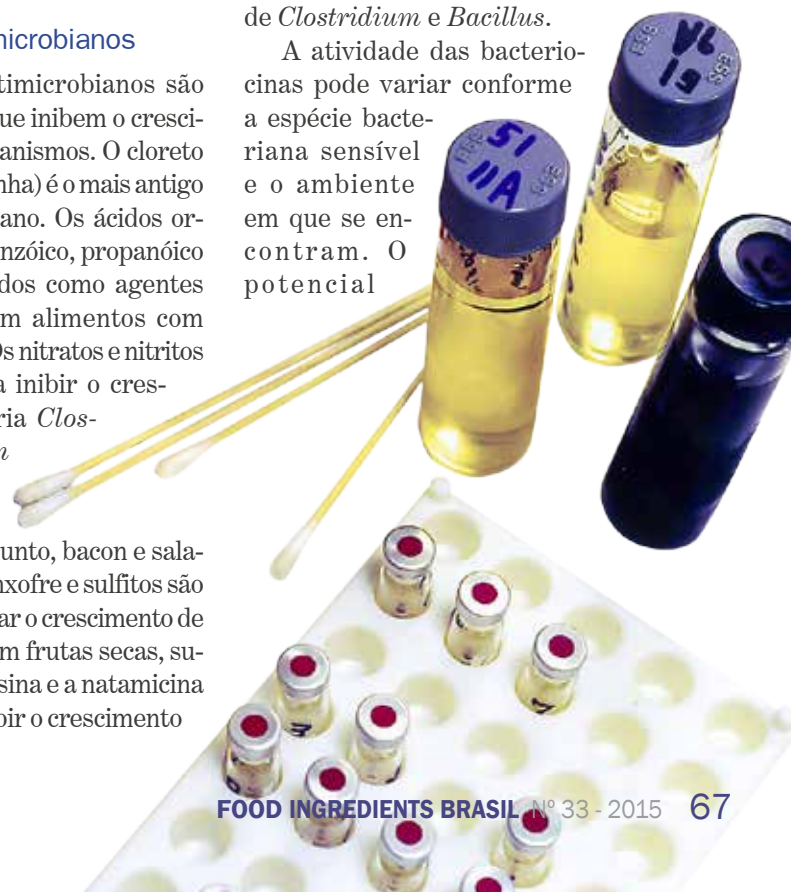 microbianos
timicrobianos são
que inibem o cresci-
anismos. O cloreto
nha) é o mais antigo
ano. Os ácidos or-
nzóico, propanóico
dos como agentes
m alimentos com
Os nitratos e nitritos
a inibir o cres-
ria Clos-
unto, bacon e sala-
nxofre e sulfitos são
ar o crescimento de
m frutas secas, su-
sina e a natamicina
bir o crescimento
de Clostridium e Bacillus.
A atividade das bacterio-
cinas pode variar conforme
a espécie bacte-
riana sensível
e o ambiente
em que se en-
contram. O
potencial
51
11A
FOOD INGREDIENTS BRASIL Nº 33 - 2015 67